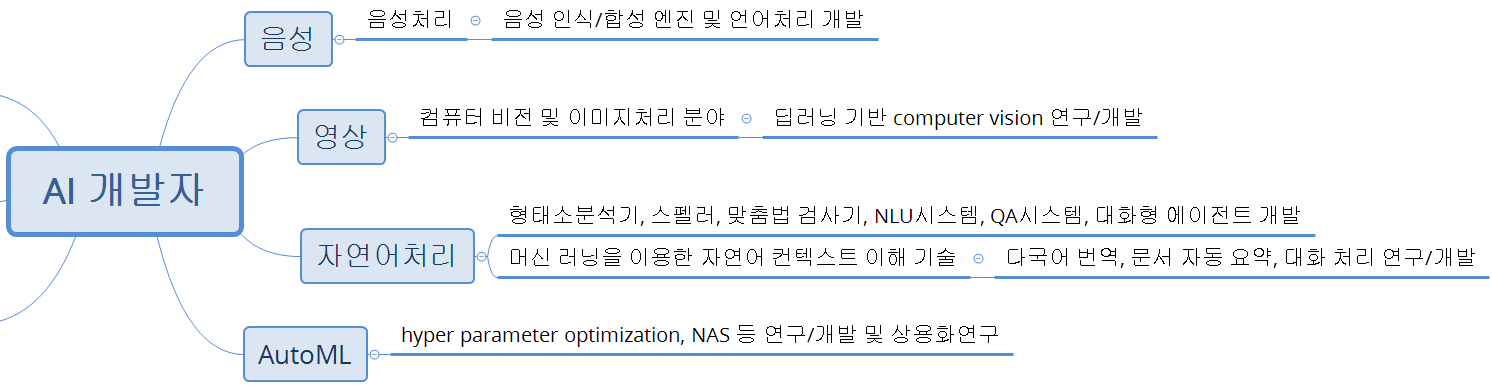 음성
음성처리
음성 인식/합성 엔진 및 언어처리 개발
영상
컴퓨터 비전 및 이미지처리 분야
딥러닝 기반 computer vision 연구/개발
AI 개발자
자연어처리
형태소분석기, 스펠러, 맞춤법 검사기, NLU시스템, QA시스템, 대화형 에이전트 개발
머신 러닝을 이용한 자연어 컨텍스트 이해 기술
다국어 번역, 문서 자동 요약, 대화 처리 연구/개발
AutoML
hyper parameter optimization, NAS 등 연구/개발 및 상용화연구